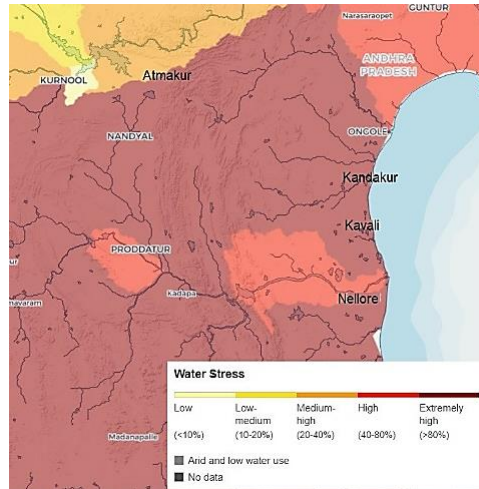 GUNTUR
Narasaraopet
ANDHRA
PRADESH
KURNOOL
Atmakur
NANDYAL
ONGOLE
Kandakur
Kavali
PRODDATUR
Kadapa
Nellore
mavaram
Madanapalle
Water Stress
Low
Low-
medium
Medium-
high
High
Extremely
high
(<10%)
(10-20%)
(20-40%)
(40-80%)
(>80%)
Arid and low water use
No data